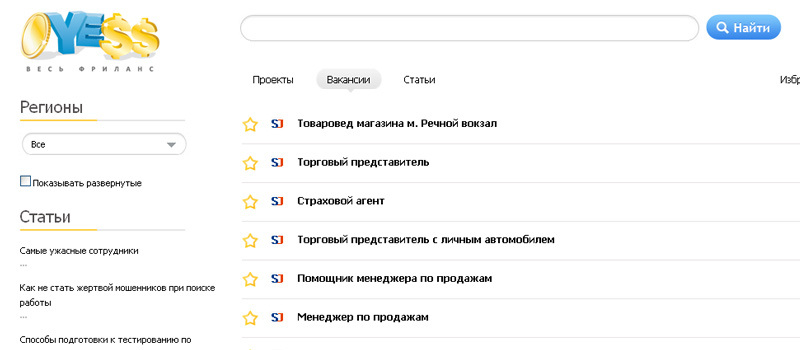 OYES$
ВЕСЬ ФРИЛАНС
Найти
Проекты
Вакансии
Статьи
Избр
Регионы
Все
Показывать развернутые
Статьи
Самые ужасные сотрудники
...
Как не стать жертвой мошенников при поиске
работы
...
Способы подготовки к тестированию по
SJ Товаровед магазина м. Речной вокзал
SJ Торговый представитель
SJ Страховой агент
SJ Торговый представитель с личным автомобилем
SJ Помощник менеджера по продажам
SJ Менеджер по продажам